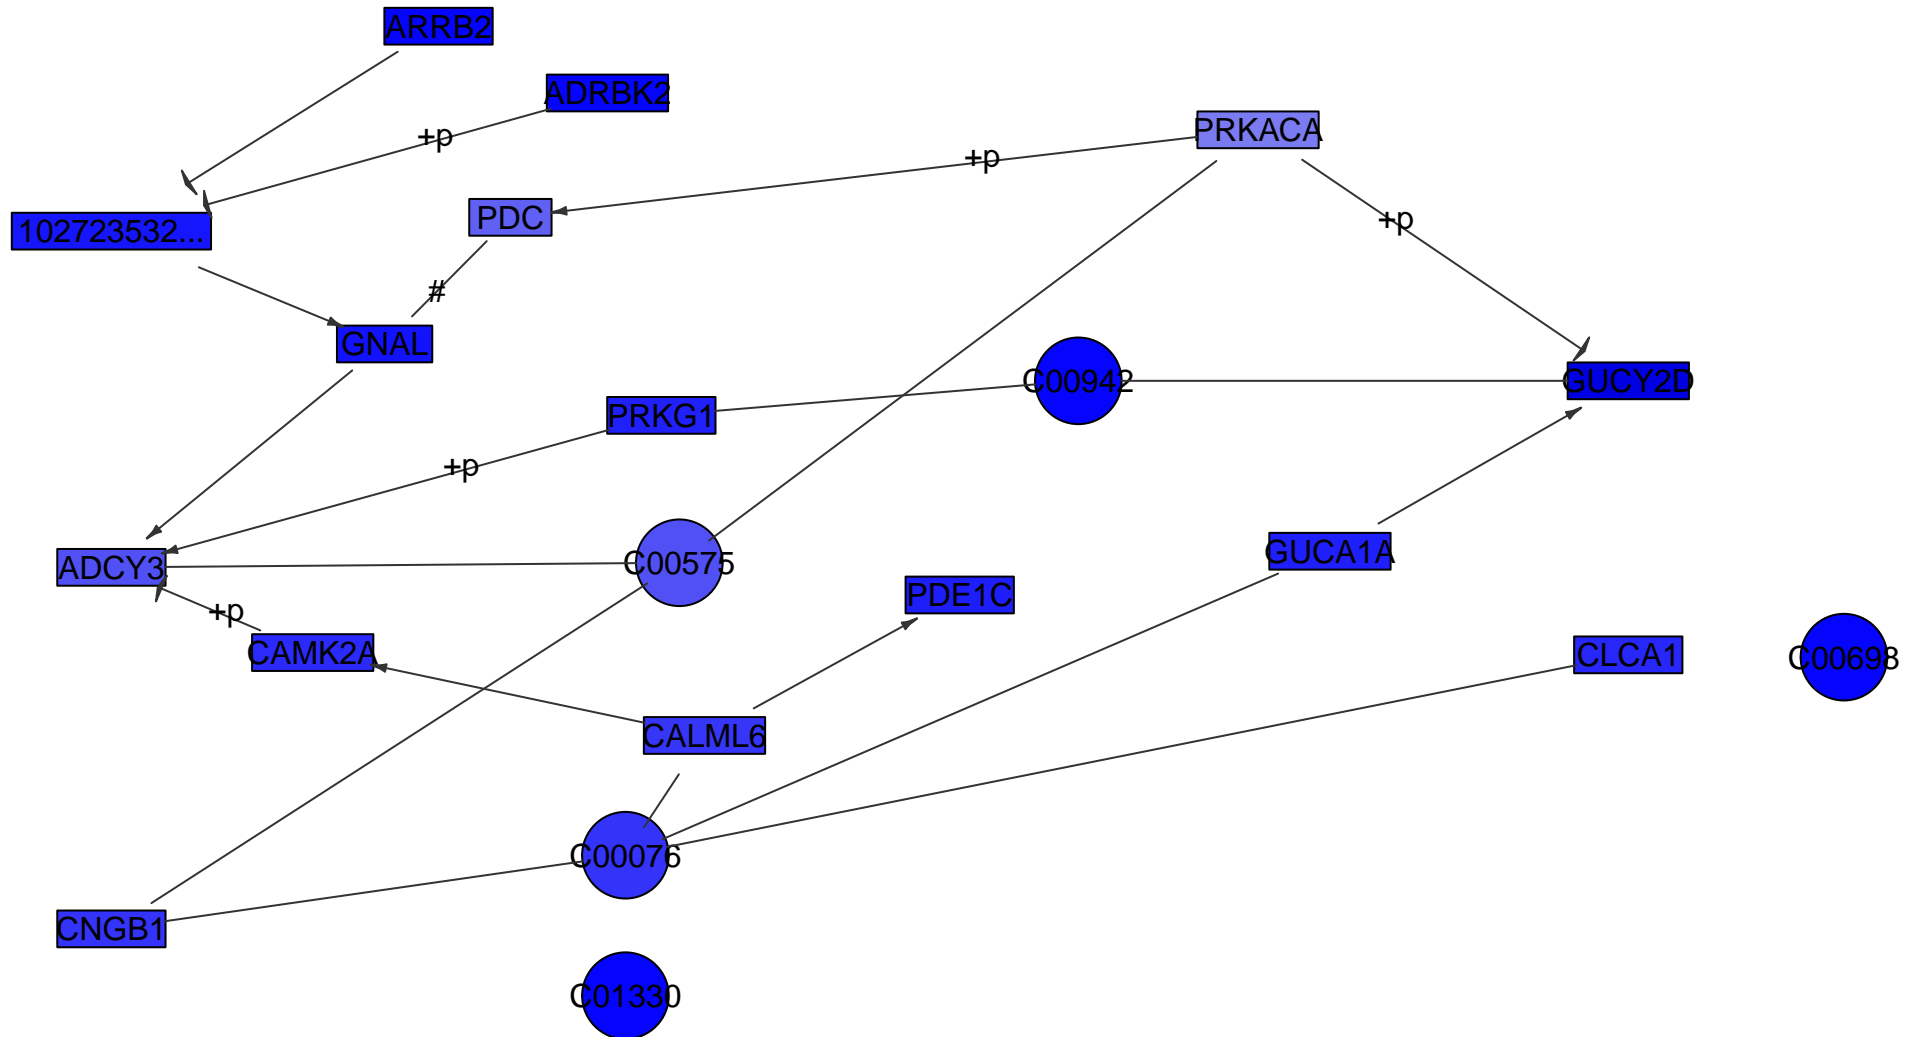 ARRB2
ADRBK2
+p
PRKACA
+p
PDC
+p
102723532...
#
GNAL
C00942
GUCY2D
PRKG1
+p
ADCY3
C00575
GUCA1A
PDE1C
+p
CAMK2A
CLCA1
C00698
CALML6
C00076
CNGB1
C01330